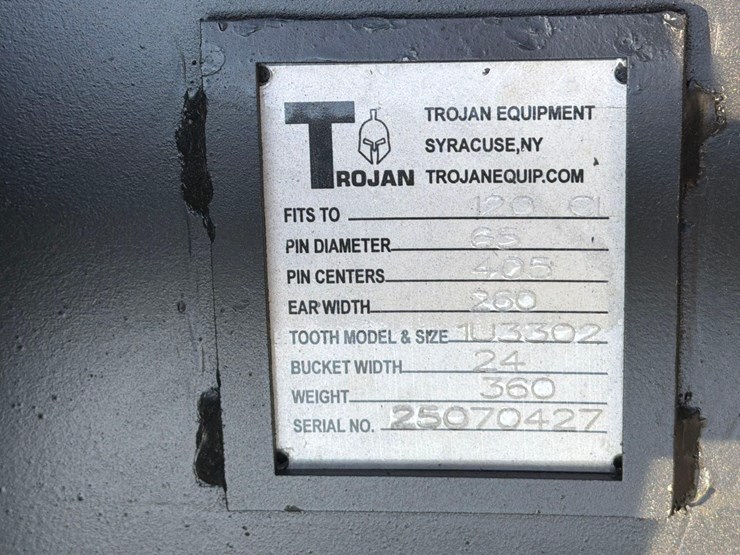 TROJAN
TROJAN EQUIPMENT
SYRACUSE,NY
TROJANEQUIP.COM
FITS TO 120 CL
PIN DIAMETER 65
PIN CENTERS 405
EAR WIDTH 260
TOOTH MODEL & SIZE 1U3302
BUCKET WIDTH 24
WEIGHT 360
SERIAL NO. 25070427